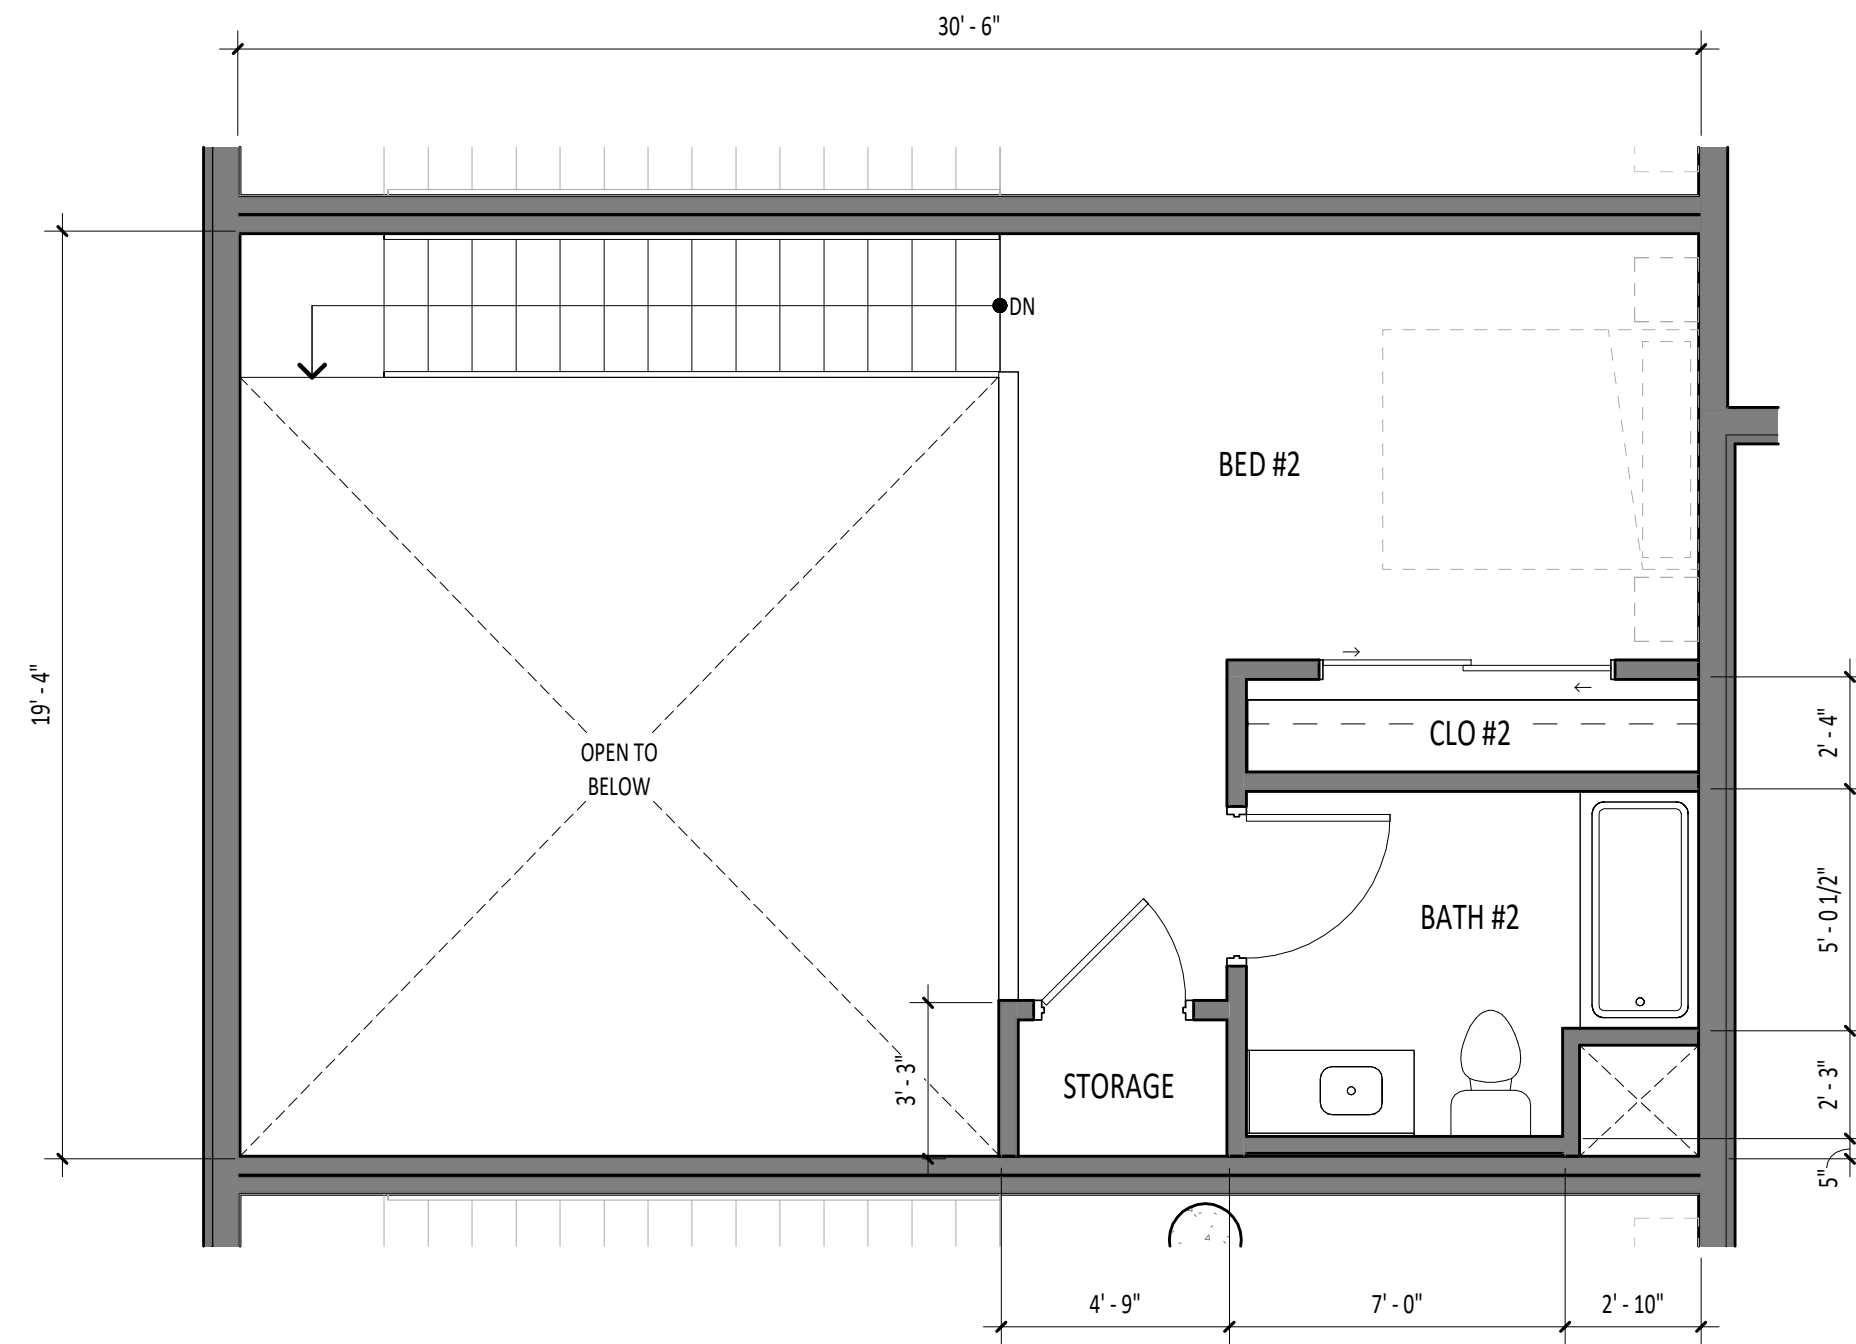 30' - 6"
DN
BED #2
19' - 4"
CLO #2
2' - 4"
OPEN TO
BELOW
5' - 0 1/2"
BATH #2
3' - 3"
STORAGE
2' - 3"
5"
4' - 9"
7' - 0"
2' - 10"